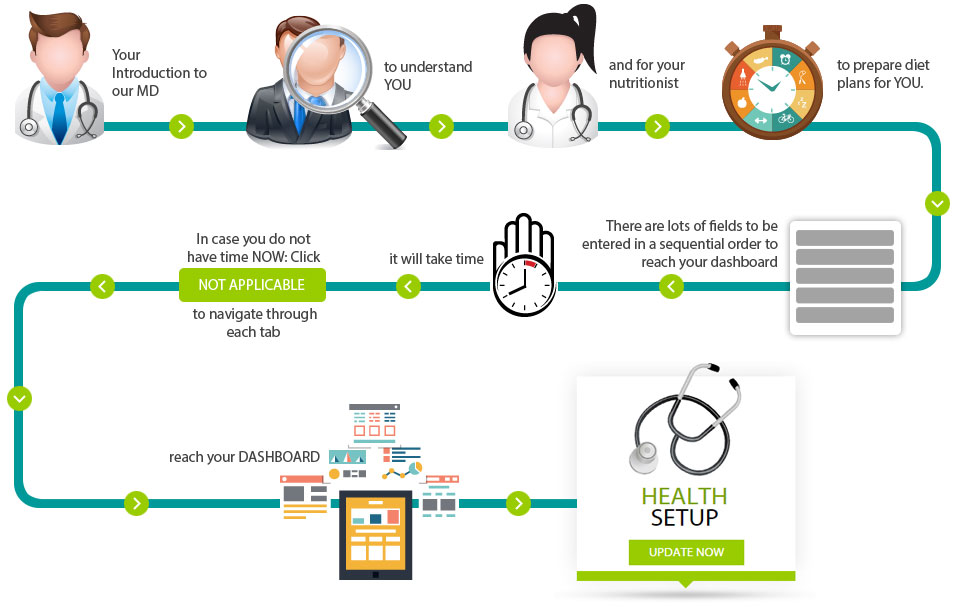 Your
Introduction to
our MD
to understand
YOU
and for your
nutritionist
to prepare diet
plans for YOU.
There are lots of fields to be
entered in a sequential order to
reach your dashboard
it will take time
In case you do not
have time NOW: Click
NOT APPLICABLE
to navigate through
each tab
reach your DASHBOARD
HEALTH
SETUP
UPDATE NOW